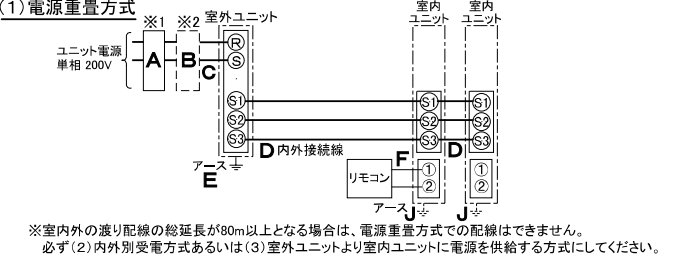 (1)電源重畳方式
※1 ※2 室外ユニット 室内ユニット 室内ユニット
ユニット電源
単相 200V
A B C
R
S
S1 S1 S1
S2 S2 S2
S3 S3 S3
D 内外接続線 D
アース
E
リモコン F ① ①
② ②
アース J J
※室内外の渡り配線の総延長が80m以上となる場合は、電源重畳方式での配線はできません。
必ず(2)内外別受電方式あるいは(3)室外ユニットより室内ユニットに電源を供給する方式にしてください。